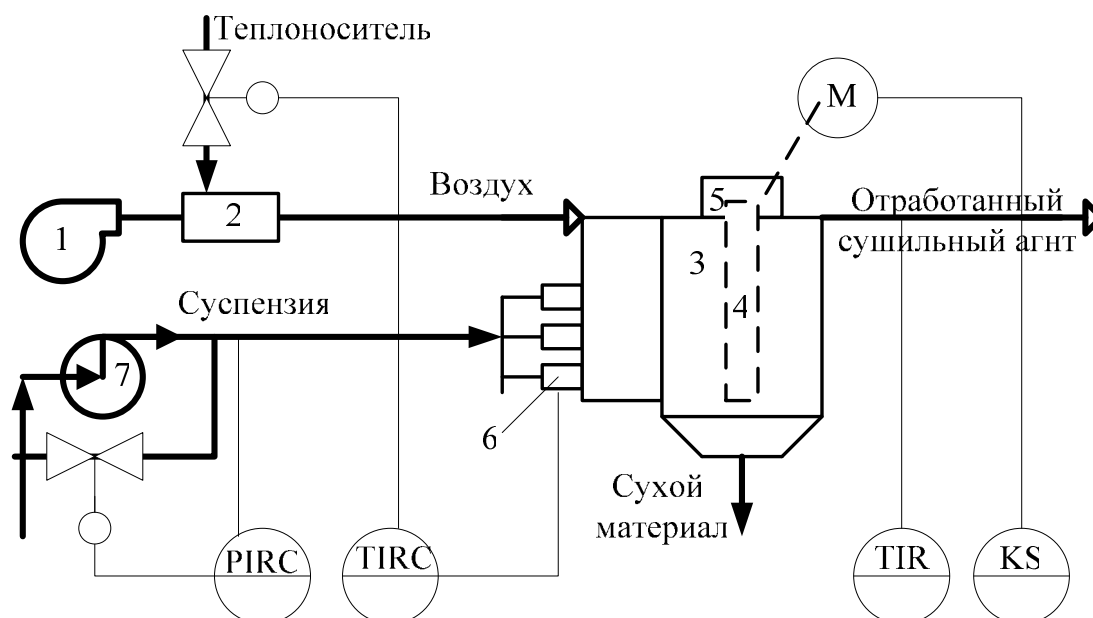 Теплоноситель
М
Воздух
5
Отработанный
1
2
3
сушильный агнт
Суспензия
4
7
6
Сухой
материал
PIRC
TIRC
TIR
KS